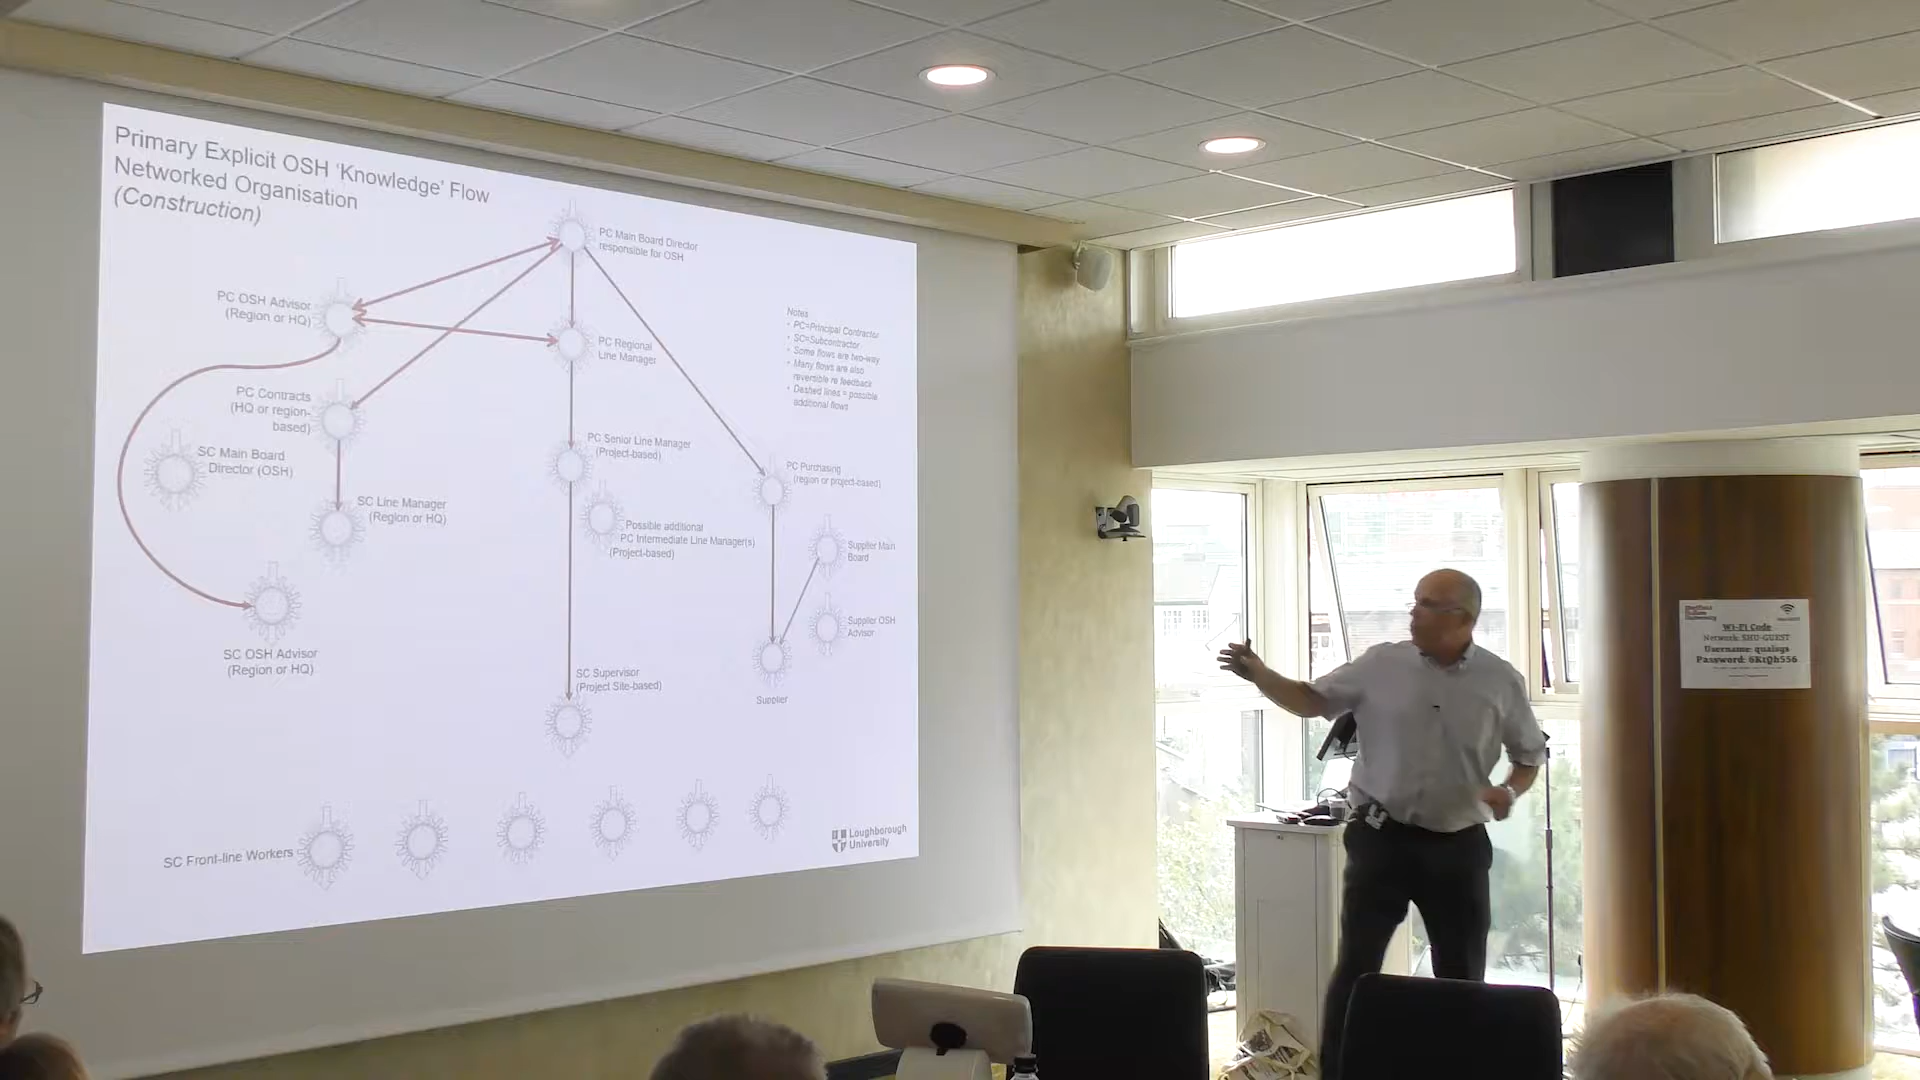 Primary Explicit OSH 'Knowledge' Flow
Networked Organisation
(Construction)
PC Main Board Director
responsible for OSH
PC OSH Advisor
(Region or HQ)
PC Regional
Line Manager
Notes
• PC=Principal Contractor
• SC=Subcontractor
• Some flows are two-way
• Many flows are also
reversible re feedback
• Dashed lines = possible
additional flows
PC Contracts
(HQ or region-
based)
SC Main Board
Director (OSH)
PC Senior Line Manager
(Project-based)
PC Purchasing
(region or project-based)
SC Line Manager
(Region or HQ)
Possible additional
PC Intermediate Line Manager(s)
(Project-based)
Supplier Main
Board
Supplier OSH
Advisor
SC OSH Advisor
(Region or HQ)
SC Supervisor
(Project Site-based)
Supplier
SC Front-line Workers
Loughborough
University
Sheffield
Hallam
University
Wi-Fi Code
Network: SHU-GUEST
Username: qualsgs
Password: 6KtQh556